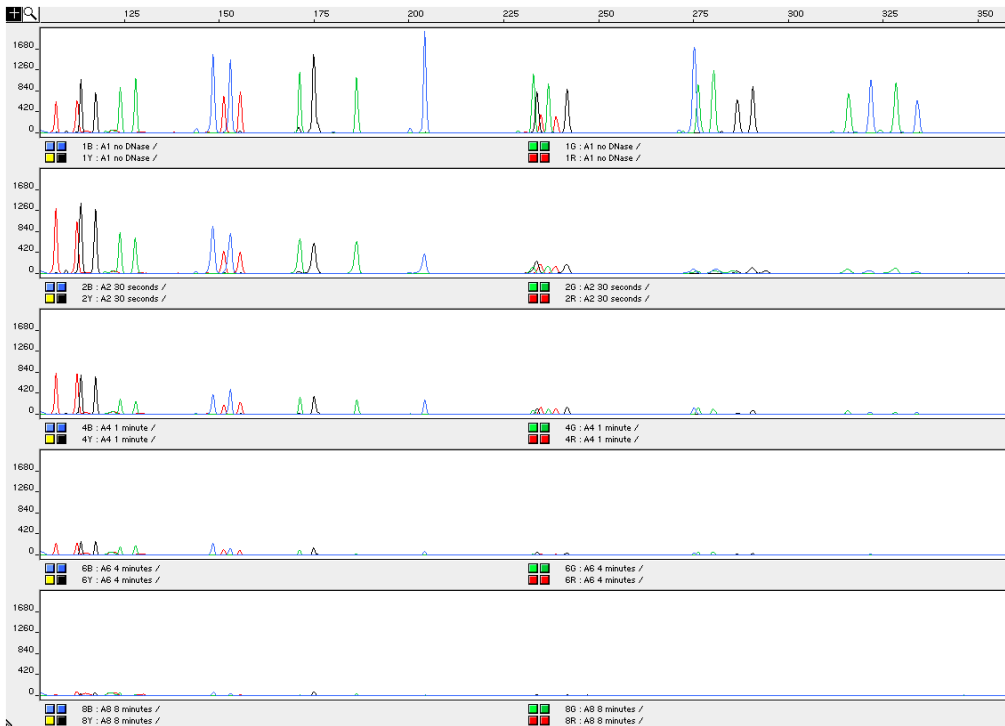 125 150 175 200 225 250 275 300 325 350
1680
1260
840
420
0
1B : A1 no DNase / 1G : A1 no DNase /
1Y : A1 no DNase / 1R : A1 no DNase /
1680
1260
840
420
0
2B : A2 30 seconds / 2G : A2 30 seconds /
2Y : A2 30 seconds / 2R : A2 30 seconds /
1680
1260
840
420
0
4B : A4 1 minute / 4G : A4 1 minute /
4Y : A4 1 minute / 4R : A4 1 minute /
1680
1260
840
420
0
6B : A6 4 minutes / 6G : A6 4 minutes /
6Y : A6 4 minutes / 6R : A6 4 minutes /
1680
1260
840
420
0
8B : A8 8 minutes / 8G : A8 8 minutes /
8Y : A8 8 minutes / 8R : A8 8 minutes /